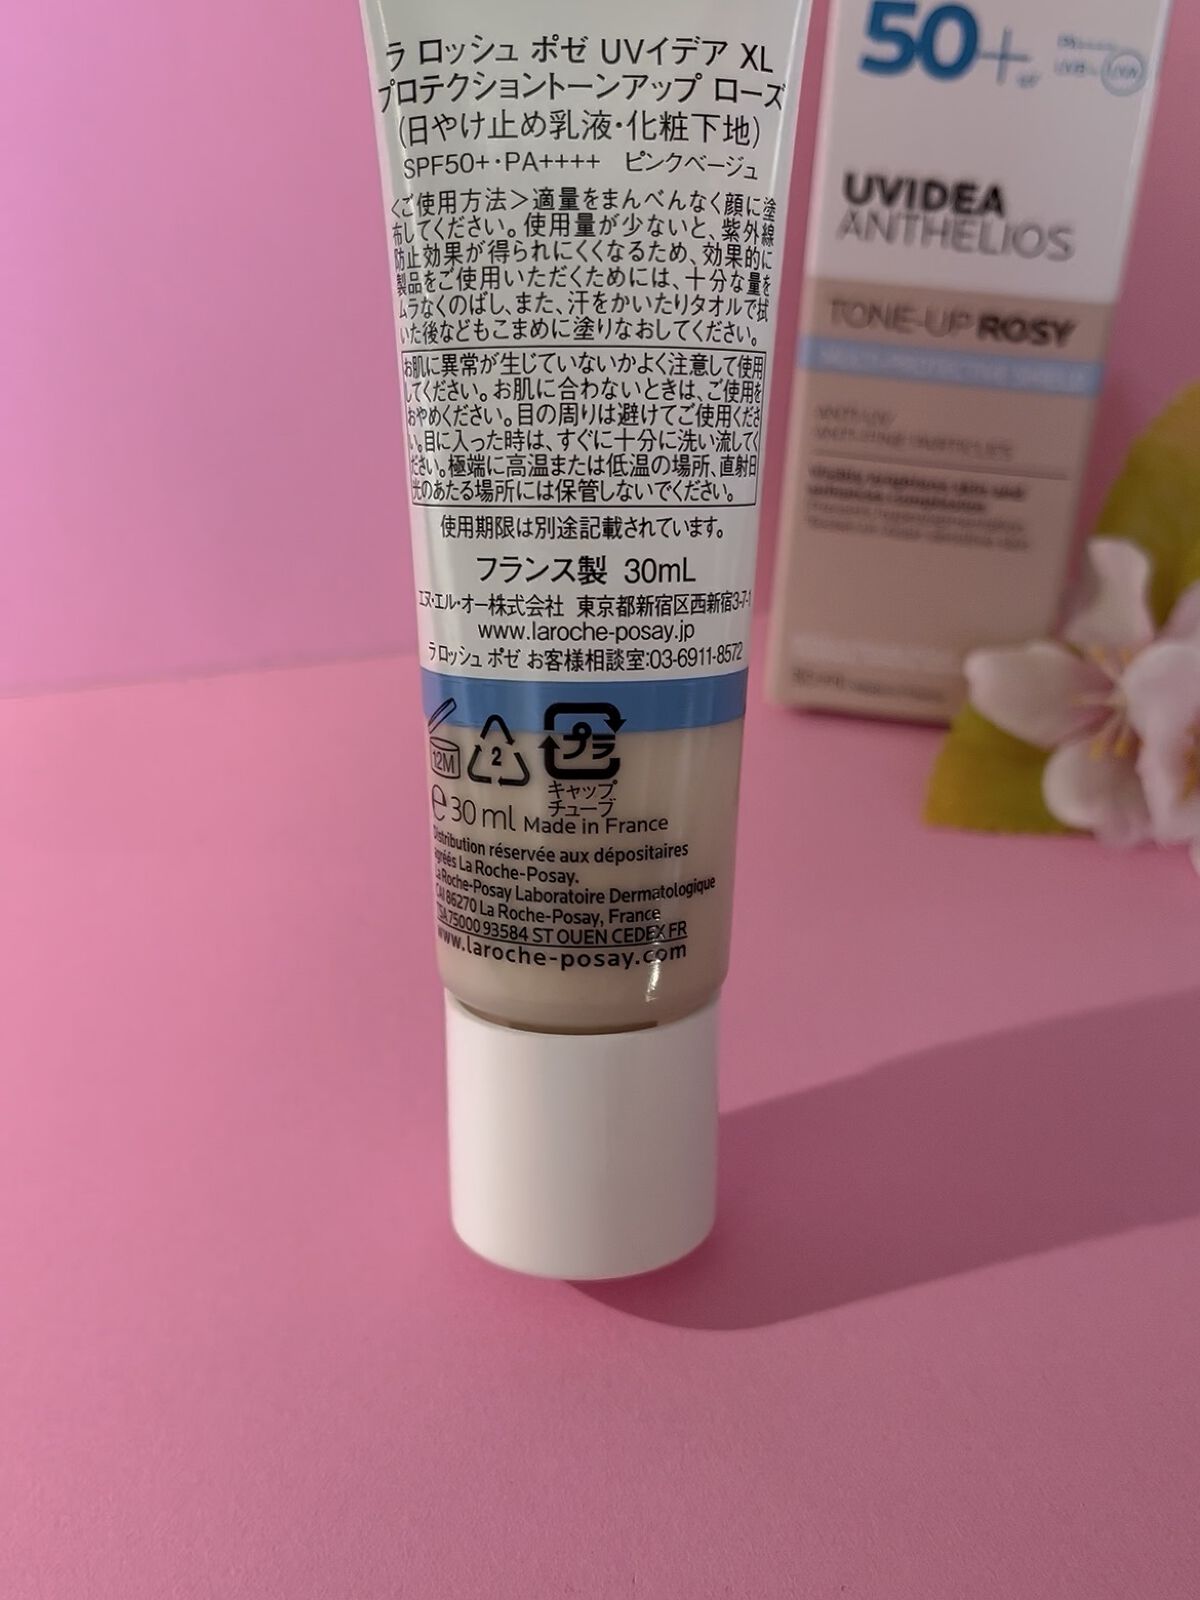 ラ ロッシュ ポゼ UVイデア XL
プロテクショントーンアップ ローズ
(日やけ止め乳液・化粧下地)
SPF50+・PA++++ ピンクベージュ
<ご使用方法>適量をまんべんなく顔に塗
布してください。使用量が少ないと、紫外線
防止効果が得られにくくなるため、効果的に
製品をご使用いただくためには、十分な量を
ムラなくのばし、また、汗をかいたりタオルで拭
いた後などもこまめに塗りなおしてください。
お肌に異常が生じていないかよく注意して使用
してください。お肌に合わないときは、ご使用を
おやめください。目の周りは避けてご使用くださ
い。目に入った時は、すぐに十分に洗い流してく
ださい。極端に高温または低温の場所、直射日
光のあたる場所には保管しないでください。
使用期限は別途記載されています。
フランス製 30mL
エヌ・エル・オー株式会社 東京都新宿区西新宿3-7-1
www.laroche-posay.jp
ラ ロッシュ ポゼ お客様相談室:03-6911-8572
12M
2
プラ
キャップ
チューブ
℮30 ml Made in France
Distribution réservée aux dépositaires
agréés La Roche-Posay.
La Roche-Posay Laboratoire Dermatologique
CAI 86270 La Roche-Posay, France
TSA 75000 93584 ST OUEN CEDEX FR
www.laroche-posay.com
50+
UVIDEA
ANTHELIOS
TONE-UP ROSY